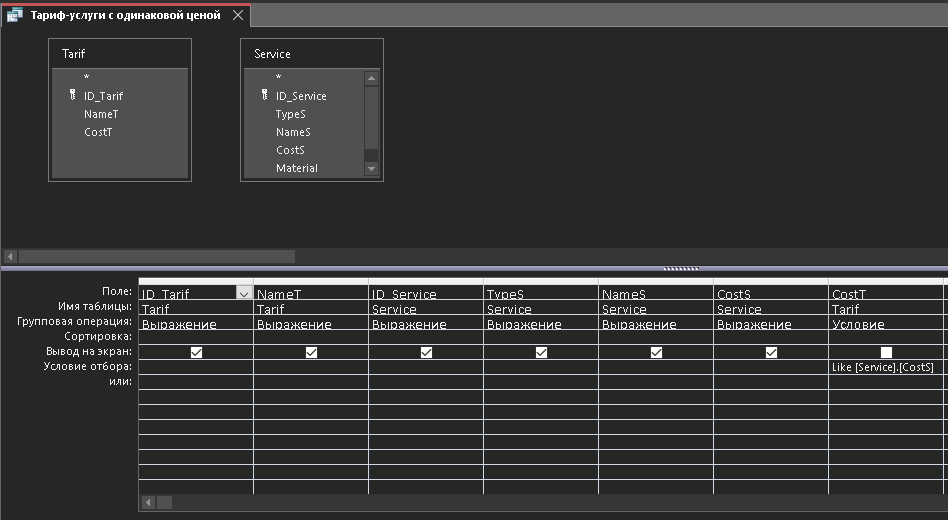 Тариф-услуги с одинаковой ценой
Tarif
*
ID_Tarif
NameT
CostT
Service
*
ID_Service
TypeS
NameS
CostS
Material
Поле: ID_Tarif NameT ID_Service TypeS NameS CostS CostT
Имя таблицы: Tarif Tarif Service Service Service Service Tarif
Групповая операция: Выражение Выражение Выражение Выражение Выражение Выражение Условие
Сортировка:
Вывод на экран:
Условие отбора: Like [Service].[CostS]
или: